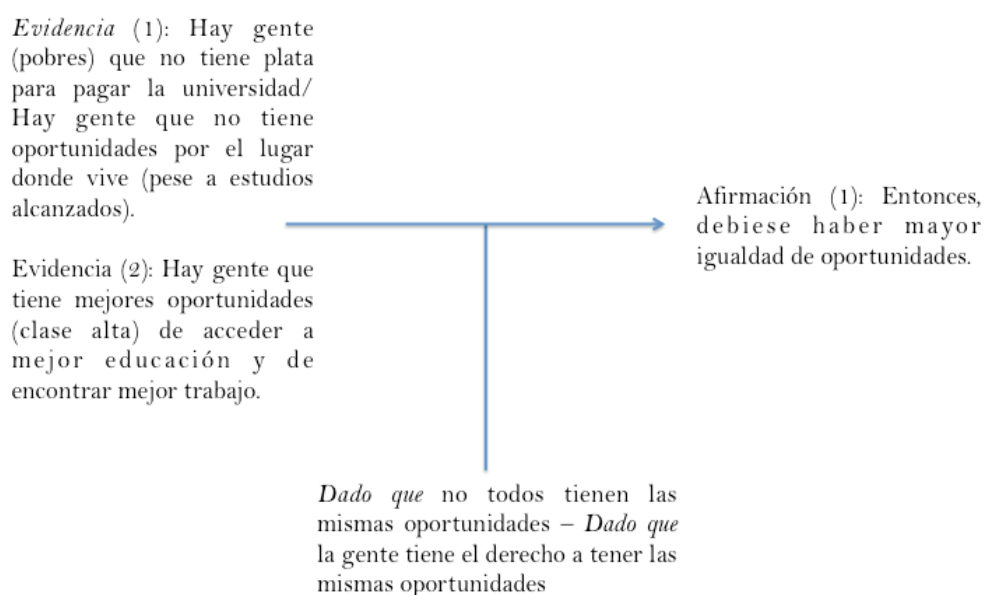 Evidencia (1): Hay gente
(pobres) que no tiene plata
para pagar la universidad/
Hay gente que no tiene
oportunidades por el lugar
donde vive (pese a estudios
alcanzados).
Evidencia (2): Hay gente que
tiene mejores oportunidades
(clase alta) de acceder a
mejor educación y de
encontrar mejor trabajo.
Afirmación (1): Entonces,
debiese haber mayor
igualdad de oportunidades.
Dado que no todos tienen las
mismas oportunidades – Dado que
la gente tiene el derecho a tener las
mismas oportunidades